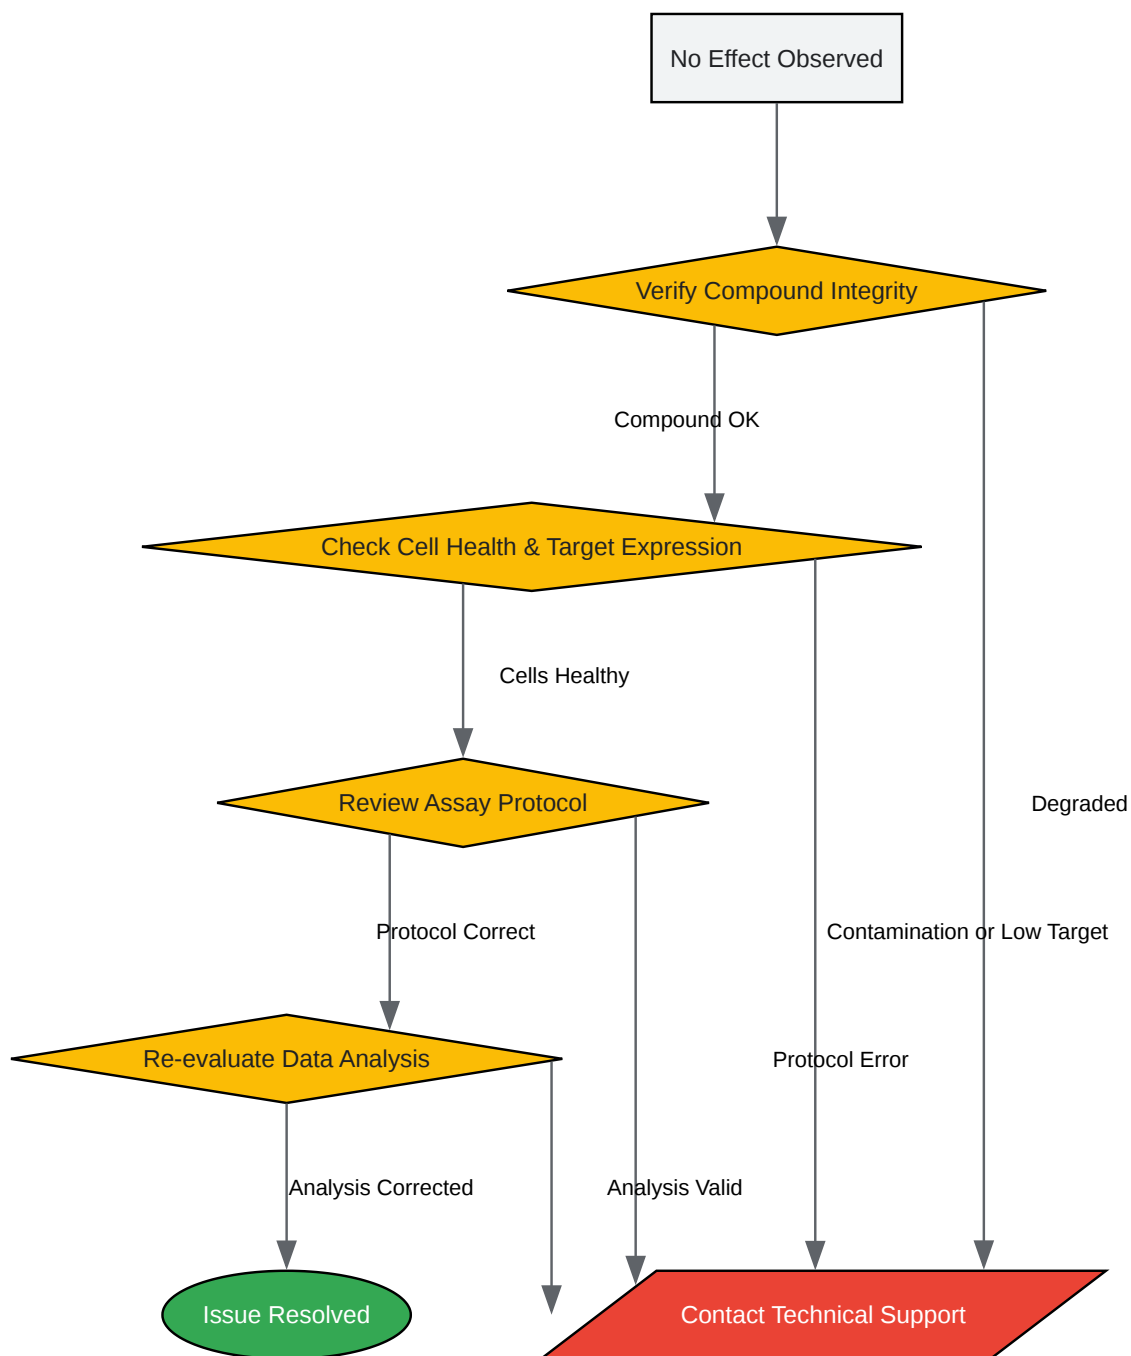 No Effect Observed
Verify Compound Integrity
Compound OK
Check Cell Health & Target Expression
Cells Healthy
Review Assay Protocol
Degraded
Protocol Correct
Contamination or Low Target
Re-evaluate Data Analysis
Protocol Error
Analysis Corrected
Analysis Valid
Issue Resolved
Contact Technical Support